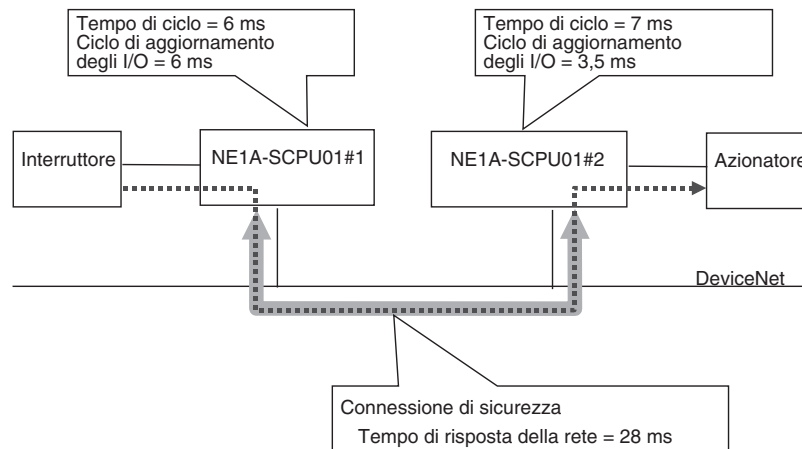 Tempo di ciclo = 6 ms
Ciclo di aggiornamento
degli I/O = 6 ms
Tempo di ciclo = 7 ms
Ciclo di aggiornamento
degli I/O = 3,5 ms
Interruttore
NE1A-SCPU01#1
NE1A-SCPU01#2
Azionatore
DeviceNet
Connessione di sicurezza
Tempo di risposta della rete = 28 ms